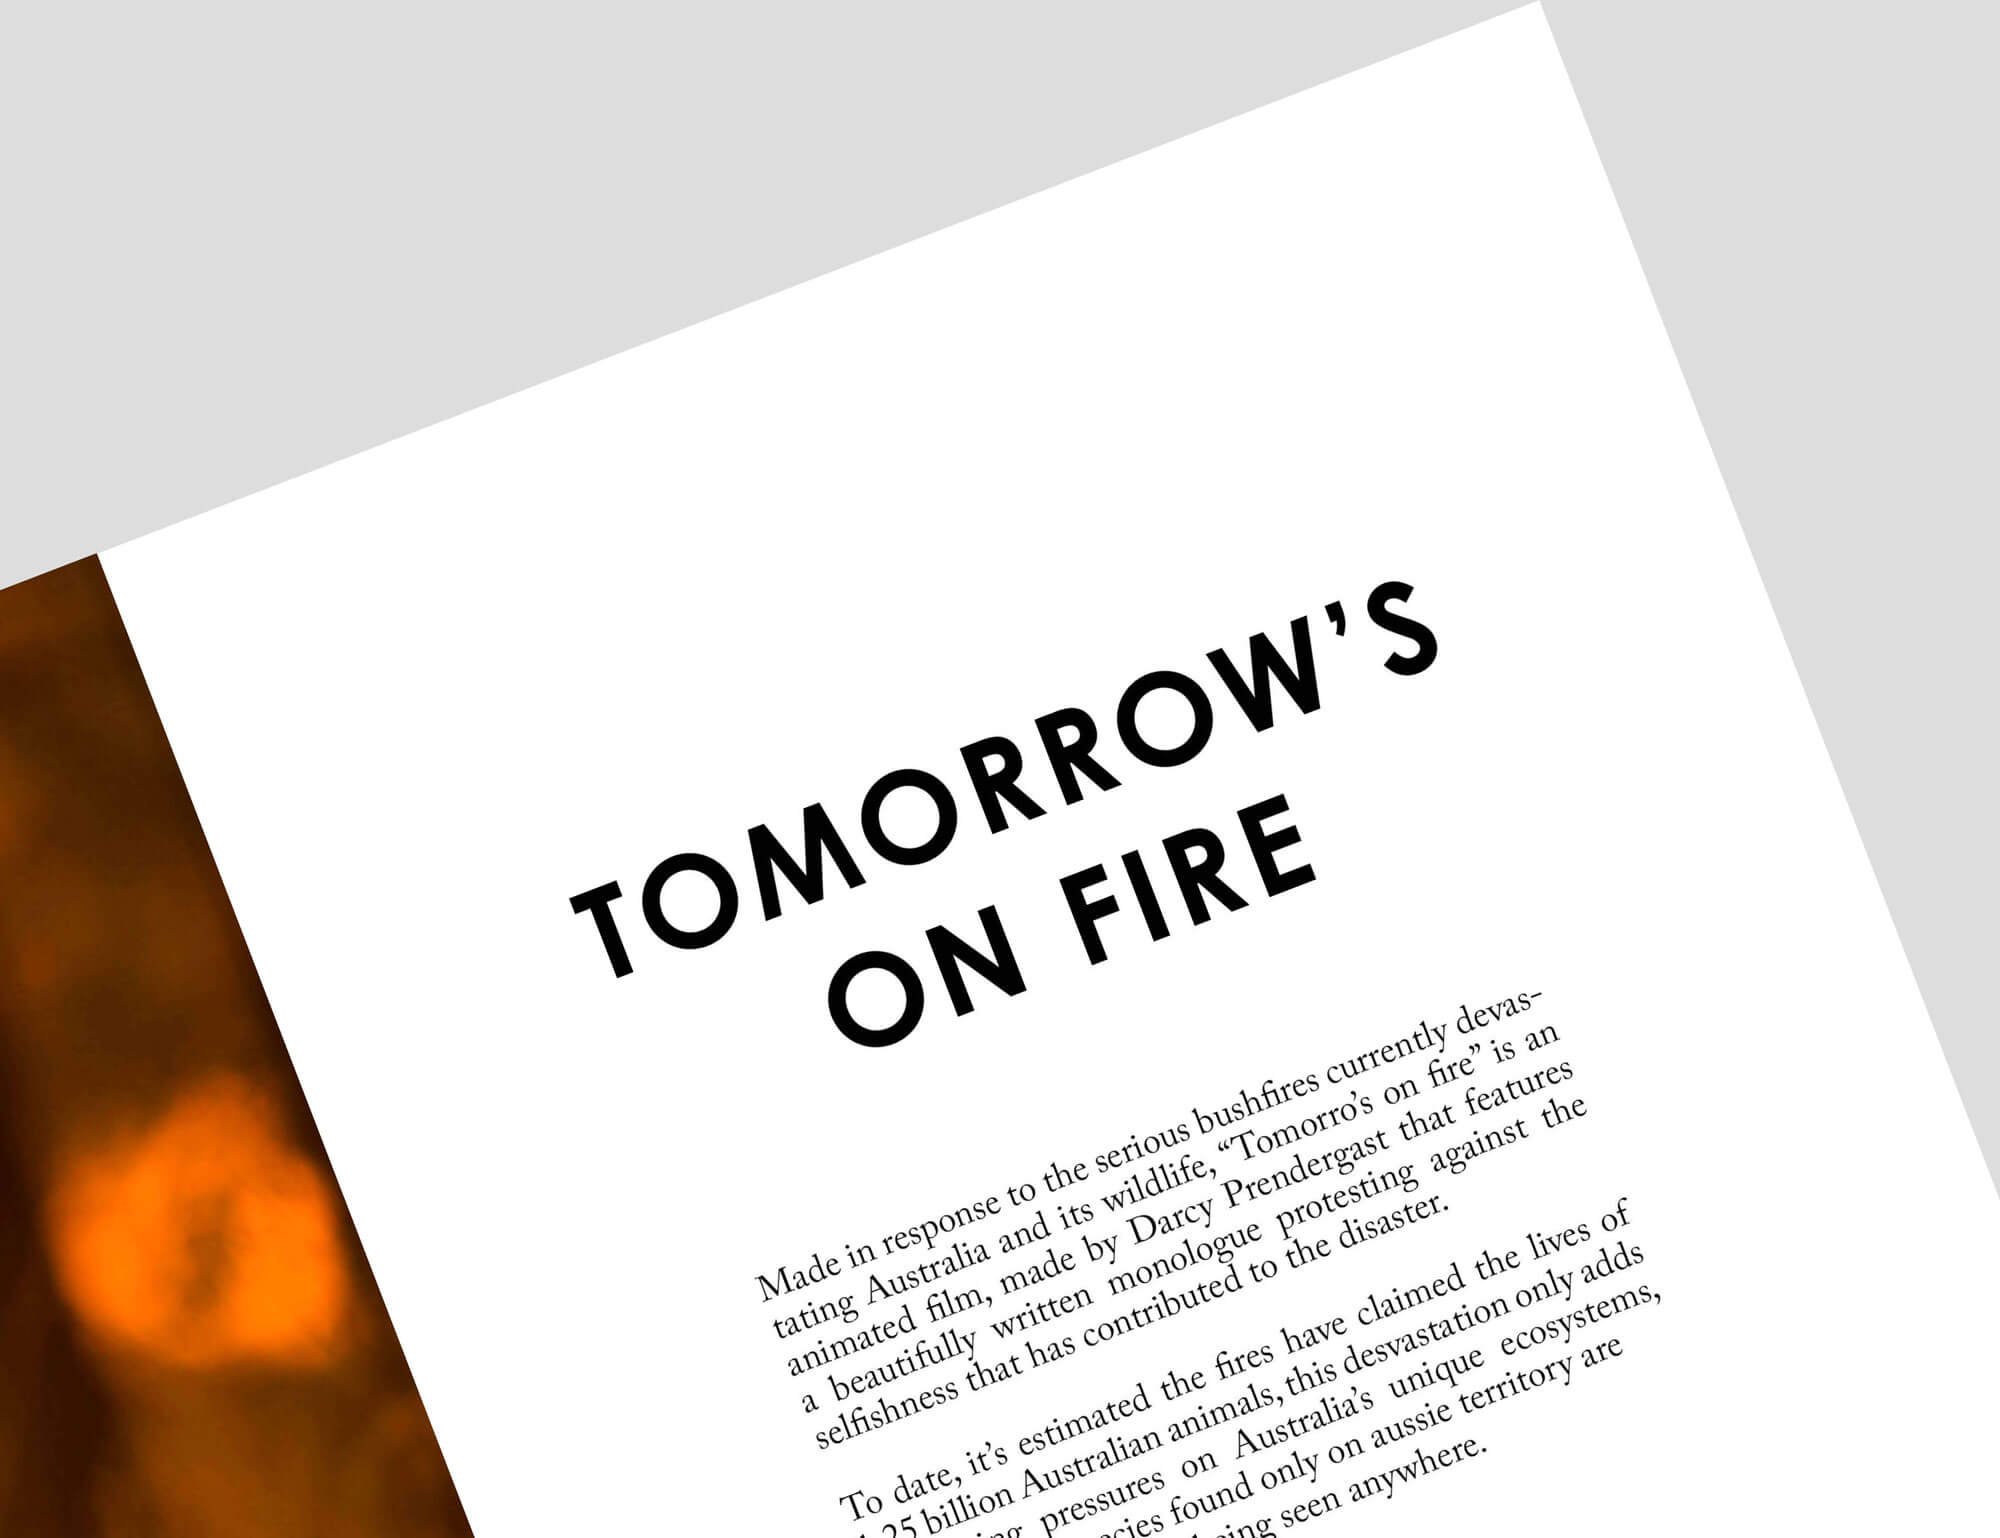 TOMORROW’S
ON FIRE
Made in response to the serious bushfires currently devas-
tating Australia and its wildlife, “Tomorro’s on fire” is an
animated film, made by Darcy Prendergast that features
a beautifully written monologue protesting against the
selfishness that has contributed to the disaster.
To date, it’s estimated the fires have claimed the lives of
25 billion Australian animals, this desvastation only adds
pressures on Australia’s unique ecosystems,
found only on aussie territory are
seen anywhere.